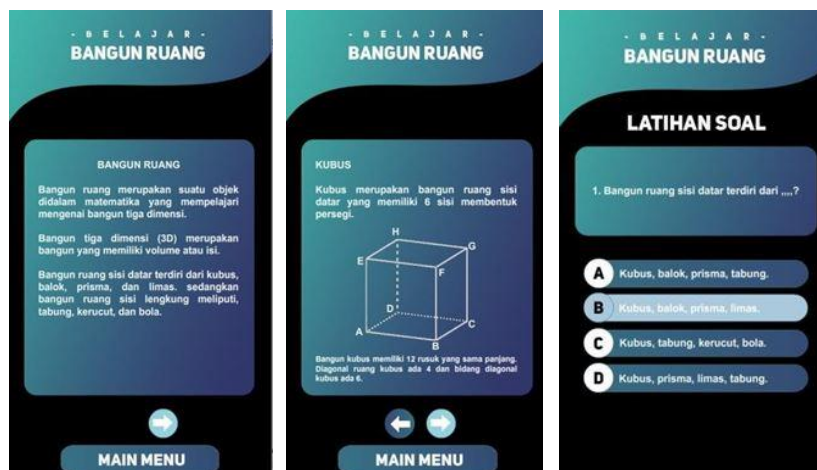 - B E L A J A R -
BANGUN RUANG
BANGUN RUANG
Bangun ruang merupakan suatu objek
didalam matematika yang mempelajari
mengenai bangun tiga dimensi.
Bangun tiga dimensi (3D) merupakan
bangun yang memiliki volume atau isi.
Bangun ruang sisi datar terdiri dari kubus,
balok, prisma, dan limas. sedangkan
bangun ruang sisi lengkung meliputi,
tabung, kerucut, dan bola.
MAIN MENU
- B E L A J A R -
BANGUN RUANG
KUBUS
Kubus merupakan bangun ruang sisi
datar yang memiliki 6 sisi membentuk
persegi.
H
G
E
F
D
C
A
B
Bangun kubus memiliki 12 rusuk yang sama panjang.
Diagonal ruang kubus ada 4 dan bidang diagonal
kubus ada 6.
MAIN MENU
- B E L A J A R -
BANGUN RUANG
LATIHAN SOAL
1. Bangun ruang sisi datar terdiri dari ,,,,?
A Kubus, balok, prisma, tabung.
B Kubus, balok, prisma, limas.
C Kubus, tabung, kerucut, bola.
D Kubus, prisma, limas, tabung.